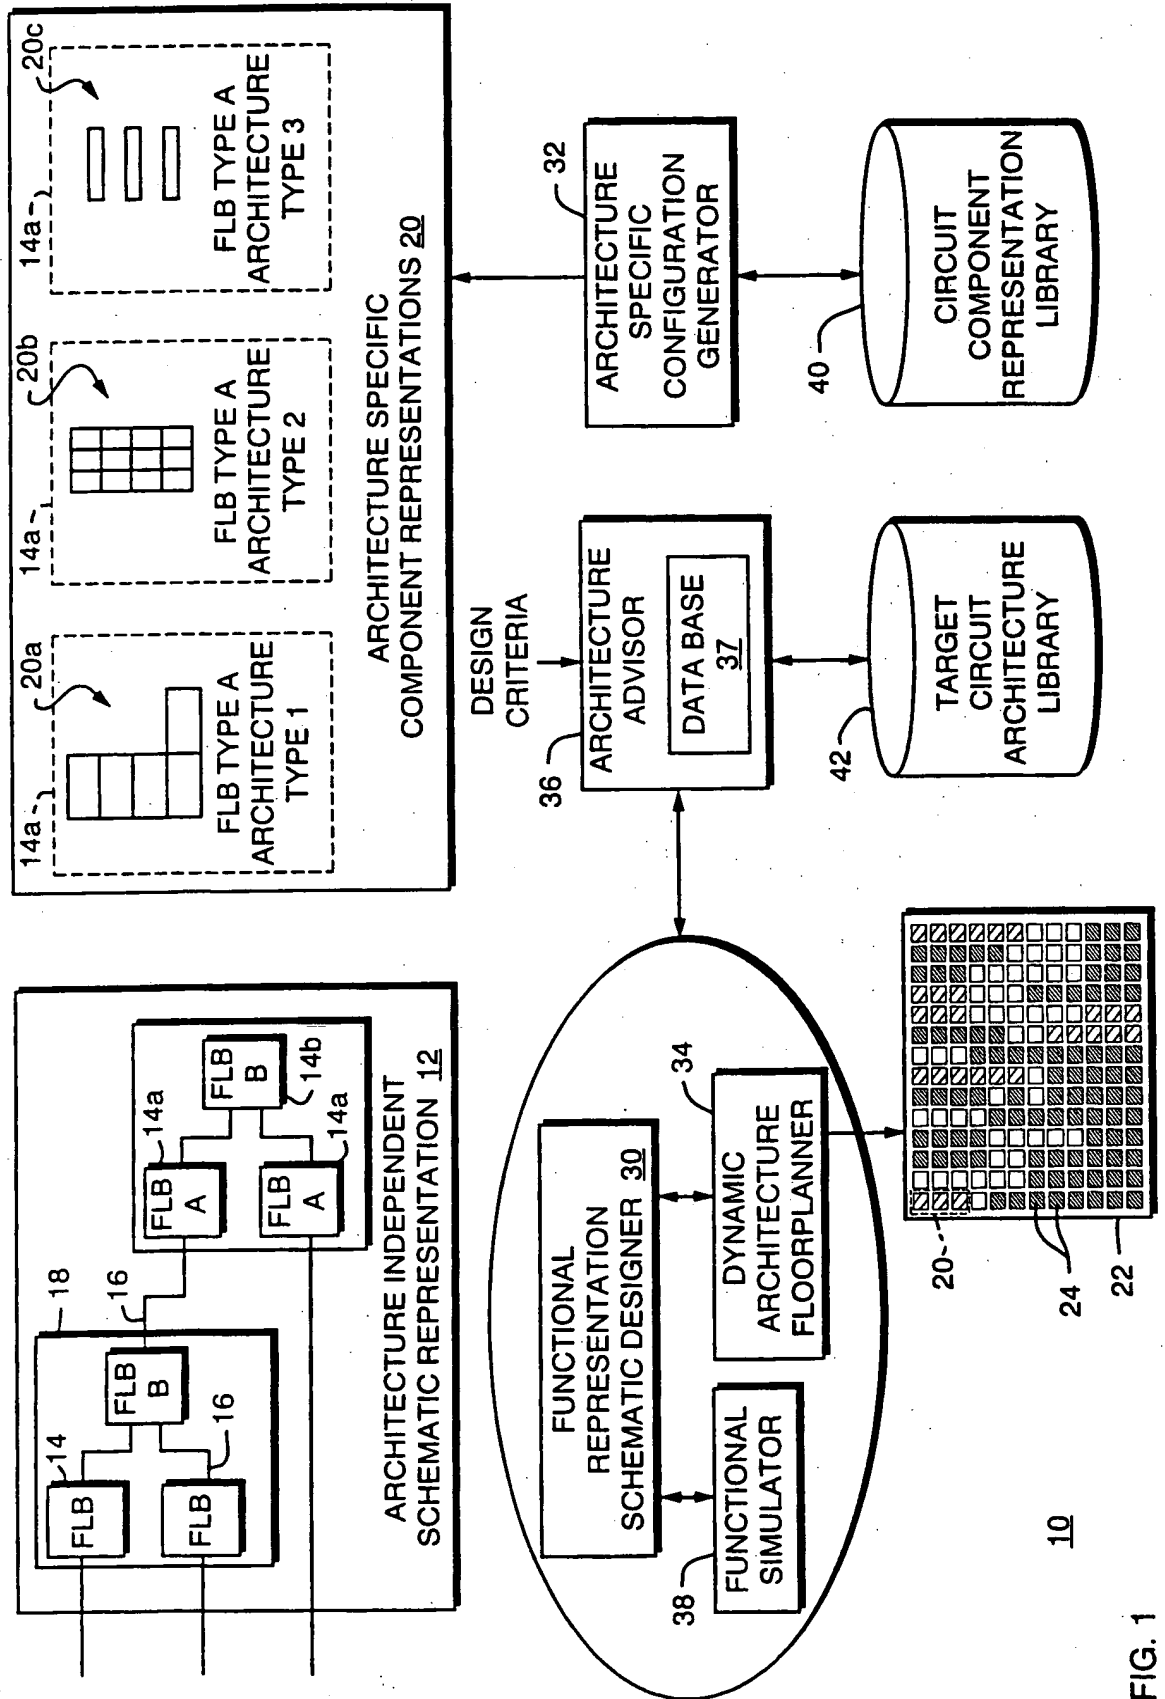 14
FLB
FLB
FLB
B
16
18
16
14a
FLB
A
FLB
A
14a
FLB
B
14b
ARCHITECTURE INDEPENDENT
SCHEMATIC REPRESENTATION 12
14a
20a
FLB TYPE A
ARCHITECTURE
TYPE 1
14a
20b
FLB TYPE A
ARCHITECTURE
TYPE 2
14a
20c
FLB TYPE A
ARCHITECTURE
TYPE 3
ARCHITECTURE SPECIFIC
COMPONENT REPRESENTATIONS 20
FUNCTIONAL
REPRESENTATION
SCHEMATIC DESIGNER 30
38
FUNCTIONAL
SIMULATOR
34
DYNAMIC
ARCHITECTURE
FLOORPLANNER
DESIGN
CRITERIA
36
ARCHITECTURE
ADVISOR
DATA BASE
37
32
ARCHITECTURE
SPECIFIC
CONFIGURATION
GENERATOR
42
TARGET
CIRCUIT
ARCHITECTURE
LIBRARY
40
CIRCUIT
COMPONENT
REPRESENTATION
LIBRARY
20
24
22
10
FIG. 1